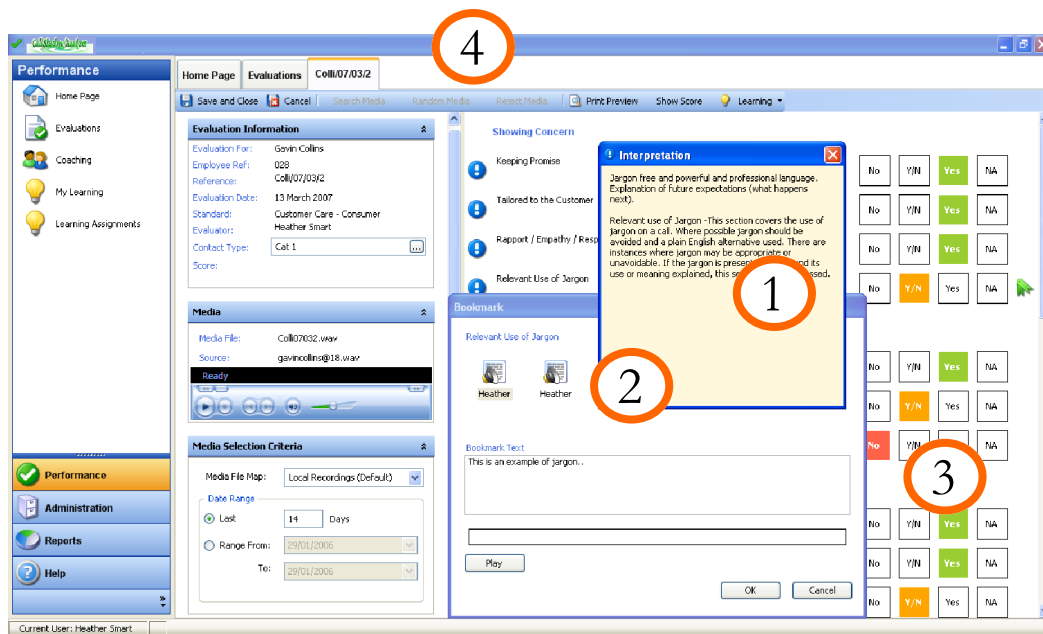 4
Performance
Home Page
Evaluations
Coaching
My Learning
Learning Assignments
Performance
Administration
Reports
Help
Current User: Heather Smart
Home Page Evaluations Colli/07/03/2
Save and Close Cancel Search Media Random Media Reject Media Print Preview Show Score Learning
Evaluation Information
Evaluation For: Gavin Collins
Employee Ref: 028
Reference: Colli/07/03/2
Evaluation Date: 13 March 2007
Standard: Customer Care - Consumer
Evaluator: Heather Smart
Contact Type: Cat 1 ...
Score:
Media
Media File: Colli07032.wav
Source: gavincollins@18.wav
Ready
Media Selection Criteria
Media File Map: Local Recordings (Default)
Date Range
Last 14 Days
Range From: 29/01/2006
To: 29/01/2006
Showing Concern
Keeping Promise
Tailored to the Customer
Rapport / Empathy / Resp
Relevant Use of Jargon
Interpretation
Jargon free and powerful and professional language.
Explanation of future expectations (what happens
next).
Relevant use of Jargon -This section covers the use of
jargon on a call. Where possible jargon should be
avoided and a plain English alternative used. There are
instances where jargon may be appropriate or
unavoidable. If the jargon is and its
use or meaning explained, this
1
Bookmark
Relevant Use of Jargon
Heather Heather
2
Bookmark Text
This is an example of jargon..
Play
OK Cancel
No Y/N Yes NA
No Y/N Yes NA
No Y/N Yes NA
No Y/N Yes NA
No Y/N Yes NA
No Y/N Yes NA
No Y/N NA
3
No Y/N Yes NA
No Y/N Yes NA
No Y/N Yes NA